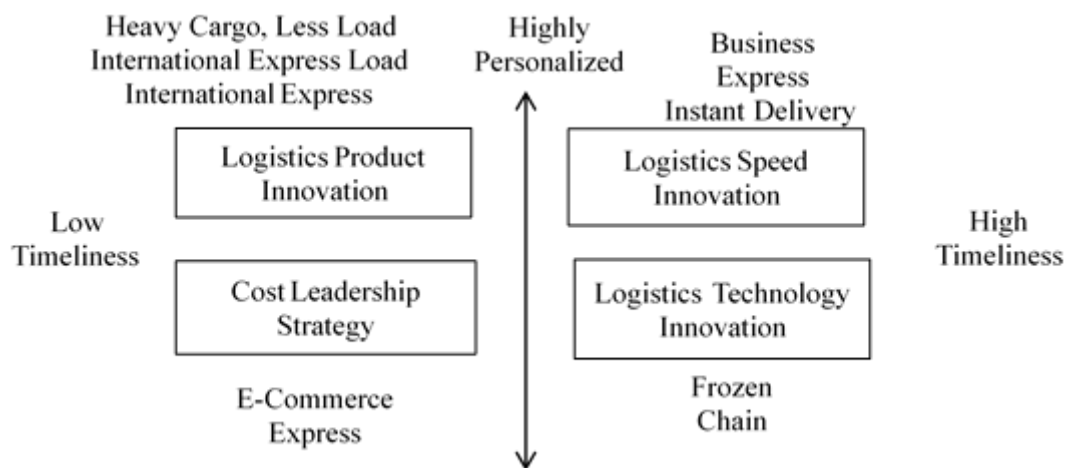 Heavy Cargo, Less Load
International Express Load
International Express
Highly
Personalized
Business
Express
Instant Delivery
Logistics Product
Innovation
Logistics Speed
Innovation
Low
Timeliness
High
Timeliness
Cost Leadership
Strategy
Logistics Technology
Innovation
E-Commerce
Express
Frozen
Chain